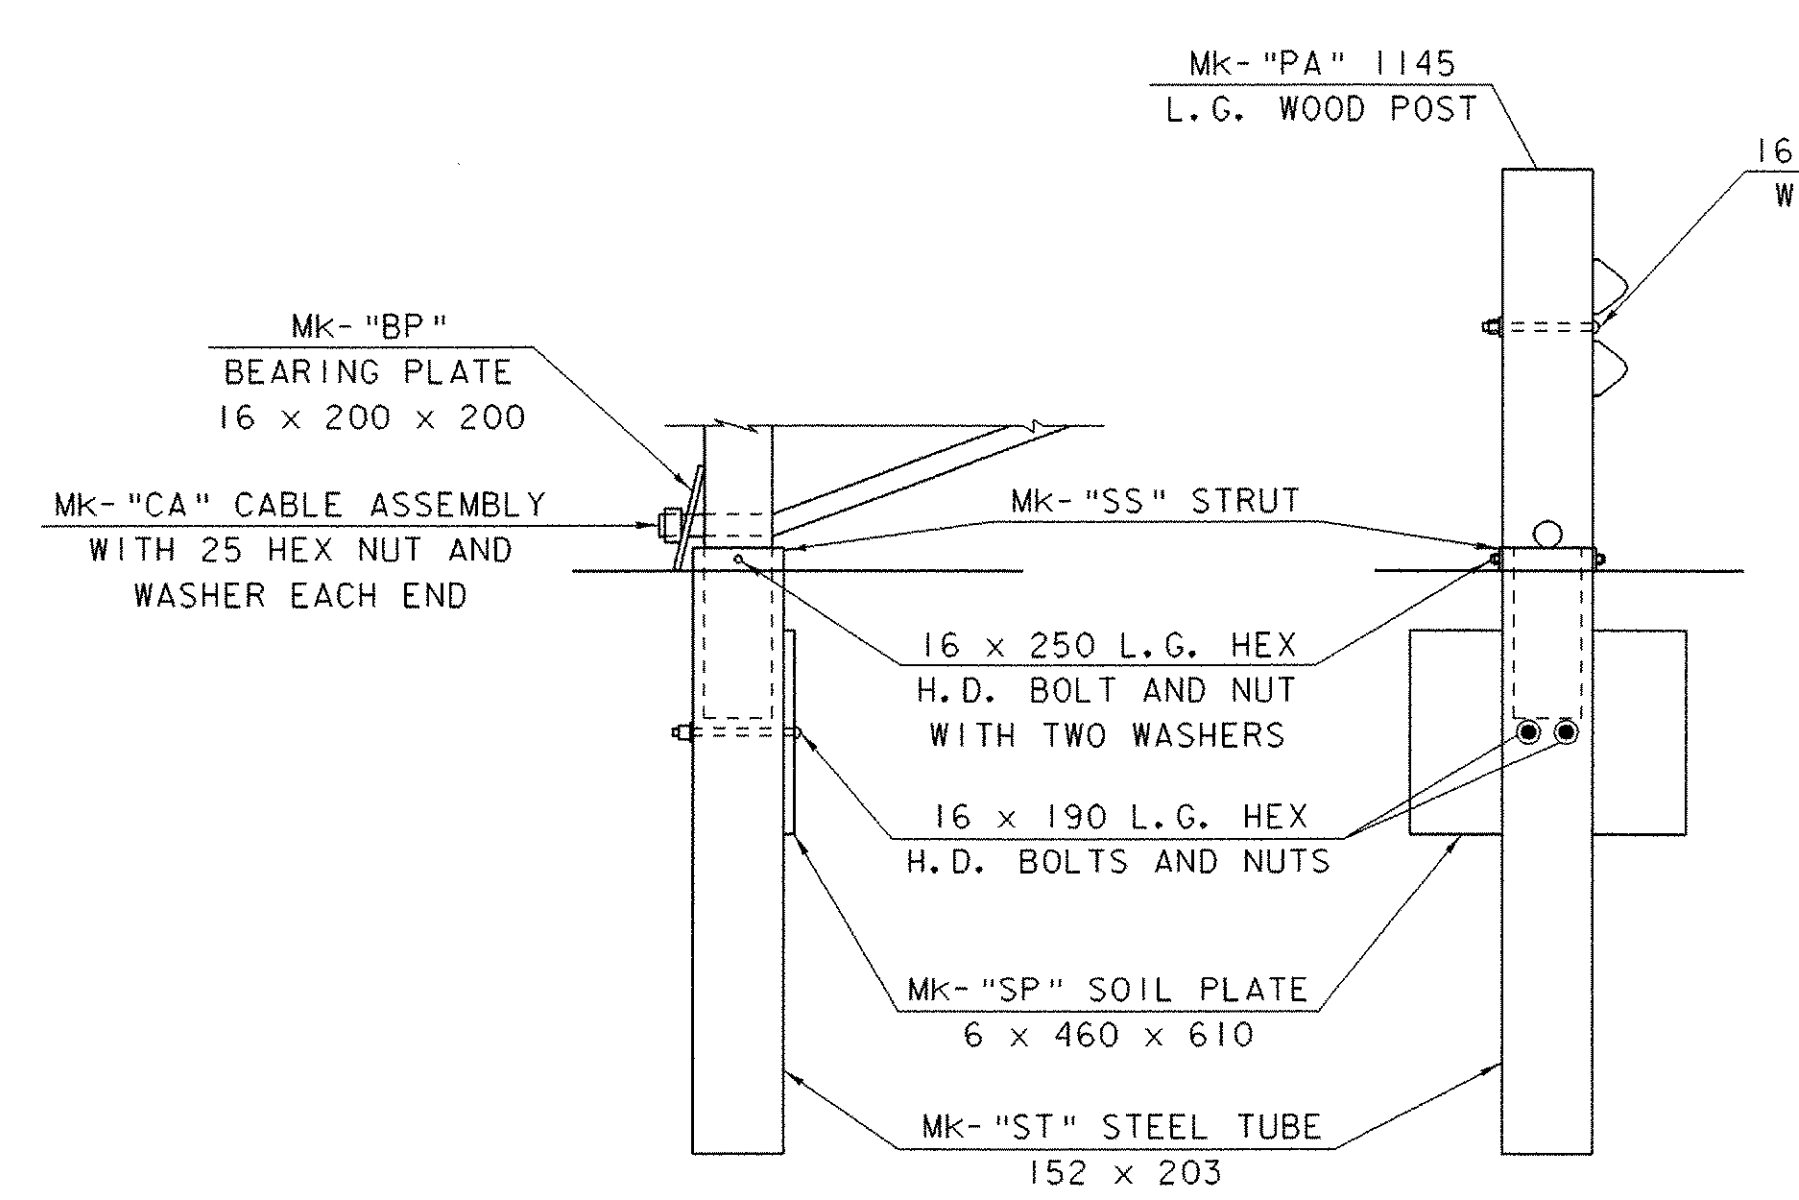 Mk-"PA" 1145
L.G. WOOD POST
16
W
Mk-"BP"
BEARING PLATE
16 x 200 x 200
Mk-"CA" CABLE ASSEMBLY
WITH 25 HEX NUT AND
WASHER EACH END
Mk-"SS" STRUT
16 x 250 L.G. HEX
H.D. BOLT AND NUT
WITH TWO WASHERS
16 x 190 L.G. HEX
H.D. BOLTS AND NUTS
Mk-"SP" SOIL PLATE
6 x 460 x 610
Mk-"ST" STEEL TUBE
152 x 203